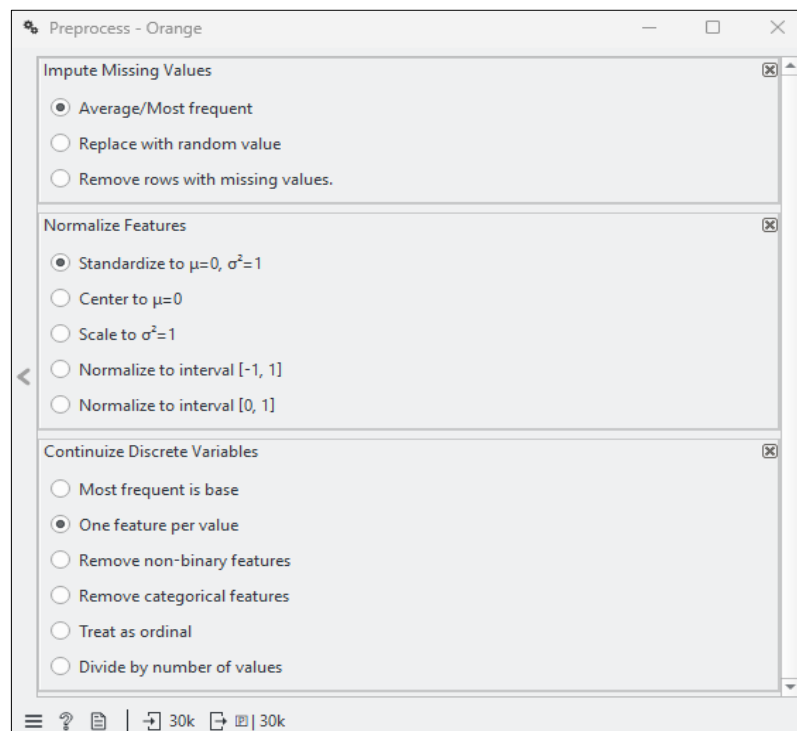 Preprocess - Orange
Impute Missing Values
Average/Most frequent
Replace with random value
Remove rows with missing values.
Normalize Features
Standardize to μ=0, σ²=1
Center to μ=0
Scale to σ²=1
Normalize to interval [-1, 1]
Normalize to interval [0, 1]
Continuize Discrete Variables
Most frequent is base
One feature per value
Remove non-binary features
Remove categorical features
Treat as ordinal
Divide by number of values
? | 30k P | 30k